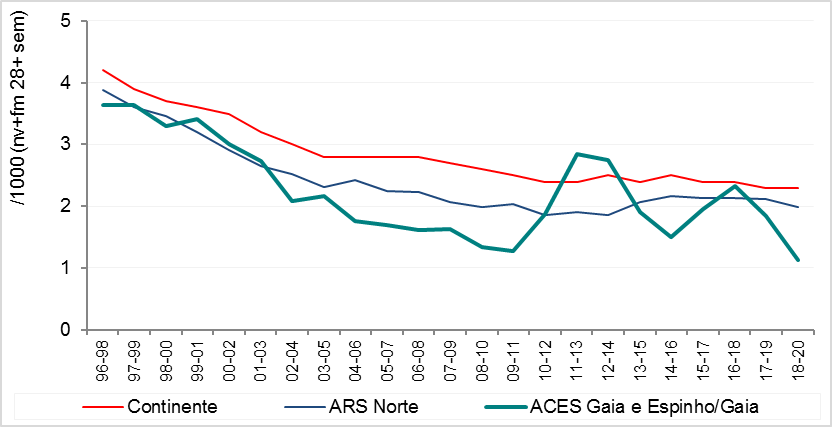 /1000 (nv+fm 28+ sem)
5
4
3
2
1
0
96-98 97-99 98-00 99-01 00-02 01-03 02-04 03-05 04-06 05-07 06-08 07-09 08-10 09-11 10-12 11-13 12-14 13-15 14-16 15-17 16-18 17-19 18-20
Continente ARS Norte ACES Gaia e Espinho/Gaia